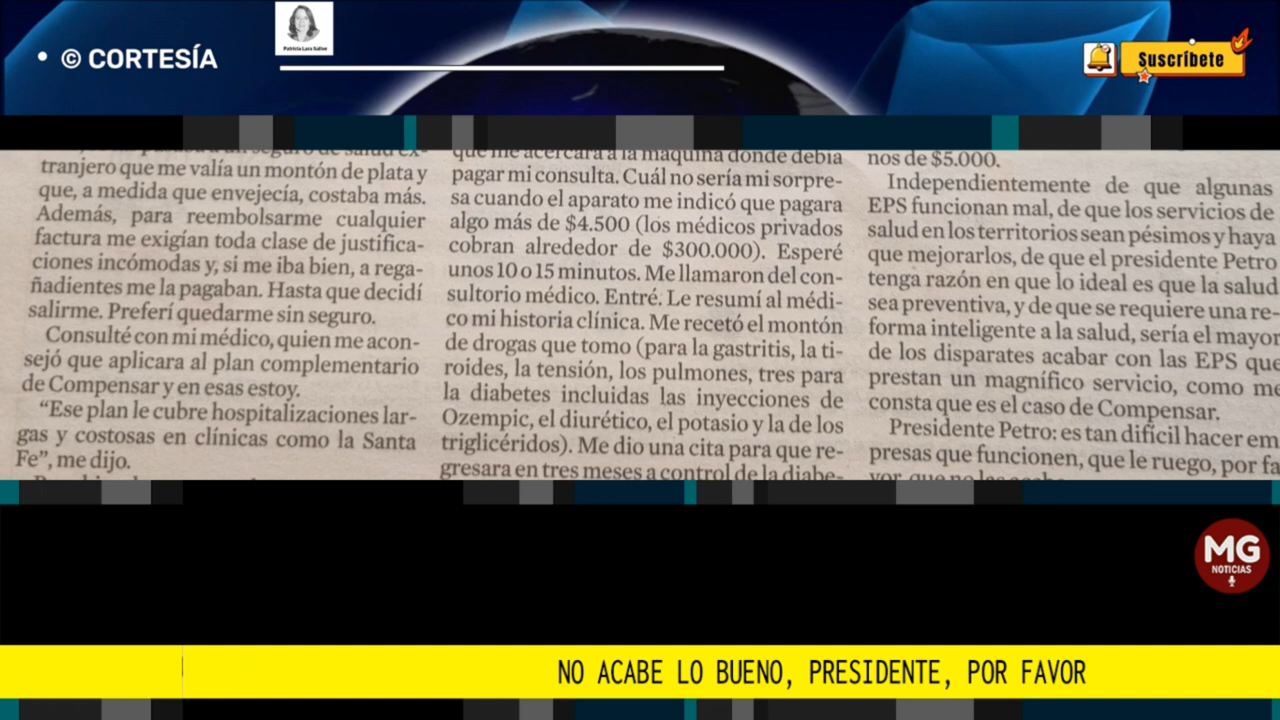 • © CORTESÍA
Patricia Lara Salive
Suscríbete
tranjero que me valía un montón de plata y
que, a medida que envejecía, costaba más.
Además, para reembolsarme cualquier
factura me exigían toda clase de justifica-
ciones incómodas y, si me iba bien, a rega-
ñadientes me la pagaban. Hasta que decidí
salirme. Preferí quedarme sin seguro.
Consulté con mi médico, quien me acon-
sejó que aplicara al plan complementario
de Compensar y en esas estoy.
“Ese plan le cubre hospitalizaciones lar-
gas y costosas en clínicas como la Santa
Fe”, me dijo.
que me acercara a la máquina donde debía
pagar mi consulta. Cuál no sería mi sorpre-
sa cuando el aparato me indicó que pagara
algo más de $4.500 (los médicos privados
cobran alrededor de $300.000). Esperé
unos 10 o 15 minutos. Me llamaron del con-
sultorio médico. Entré. Le resumí al médi-
co mi historia clínica. Me recetó el montón
de drogas que tomo (para la gastritis, la ti-
roides, la tensión, los pulmones, tres para
la diabetes incluidas las inyecciones de
Ozempic, el diurético, el potasio y la de los
triglicéridos). Me dio una cita para que re-
gresara en tres meses a control de la diabe-
nos de $5.000.
Independientemente de que algunas
EPS funcionan mal, de que los servicios de
salud en los territorios sean pésimos y haya
que mejorarlos, de que el presidente Petro
tenga razón en que lo ideal es que la salud
sea preventiva, y de que se requiere una re-
forma inteligente a la salud, sería el mayor
de los disparates acabar con las EPS que
prestan un magnífico servicio, como me
consta que es el caso de Compensar.
Presidente Petro: es tan difícil hacer em
presas que funcionen, que le ruego, por fa
MG
NOTICIAS
NO ACABE LO BUENO, PRESIDENTE, POR FAVOR